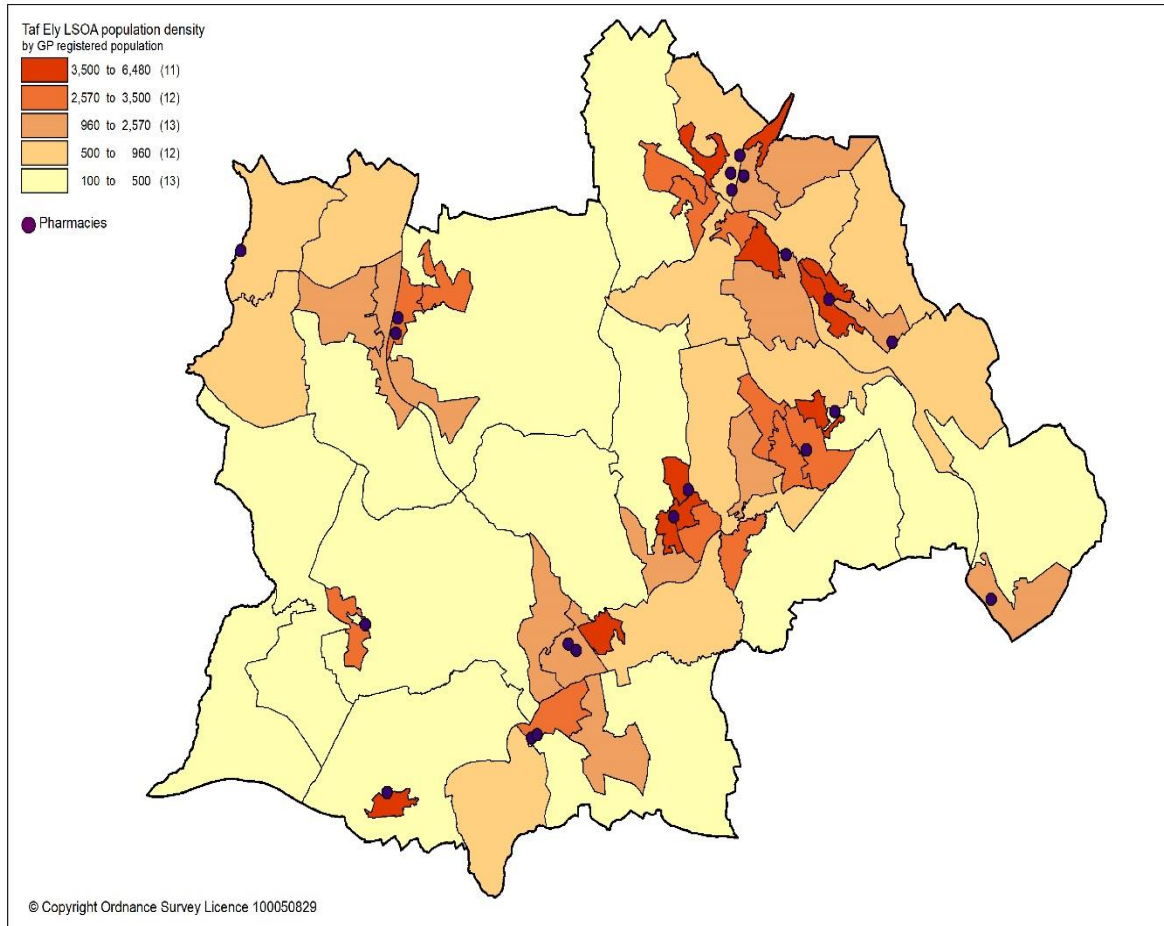 Taf Ely LSOA population density
by GP registered population
3,500 to 6,480 (11)
2,570 to 3,500 (12)
960 to 2,570 (13)
500 to 960 (12)
100 to 500 (13)
Pharmacies
© Copyright Ordnance Survey Licence 100050829